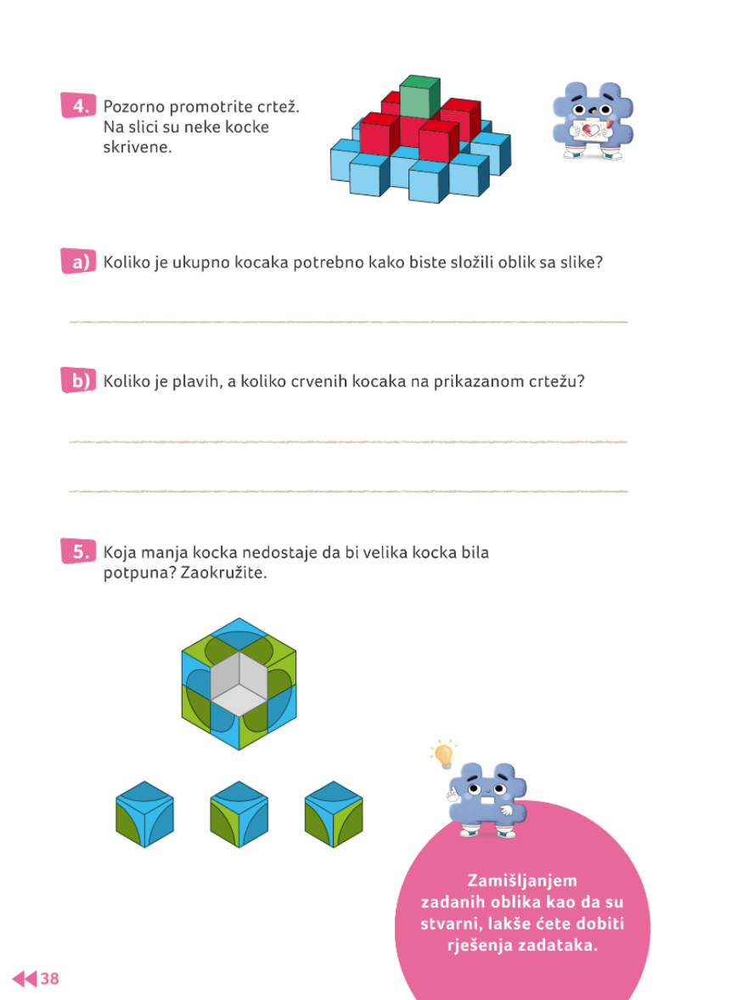 4. Pozorno promotrite crtež.
Na slici su neke kocke
skrivene.
a) Koliko je ukupno kocaka potrebno kako biste složili oblik sa slike?
b) Koliko je plavih, a koliko crvenih kocaka na prikazanom crtežu?
5. Koja manja kocka nedostaje da bi velika kocka bila
potpuna? Zaokružite.
Zamišljanjem
zadanih oblika kao da su
stvarni, lakše ćete dobiti
rješenja zadataka.
38